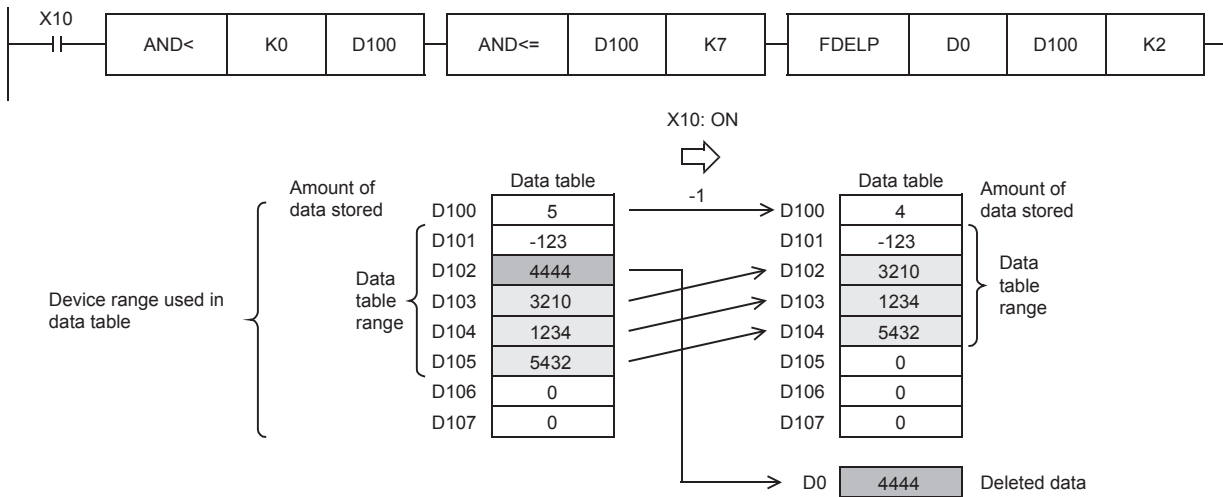 X10
AND< K0 D100 AND<= D100 K7 FDELP D0 D100 K2
X10: ON
Amount of
data stored
Data table
-1
Data table
Amount of
data stored
D100 5 D100 4
D101 -123 D101 -123
D102 4444 D102 3210
D103 3210 D103 1234
D104 1234 D104 5432
D105 5432 D105 0
D106 0 D106 0
D107 0 D107 0
Device range used in
data table
Data
table
range
Data
table
range
D0 4444 Deleted data